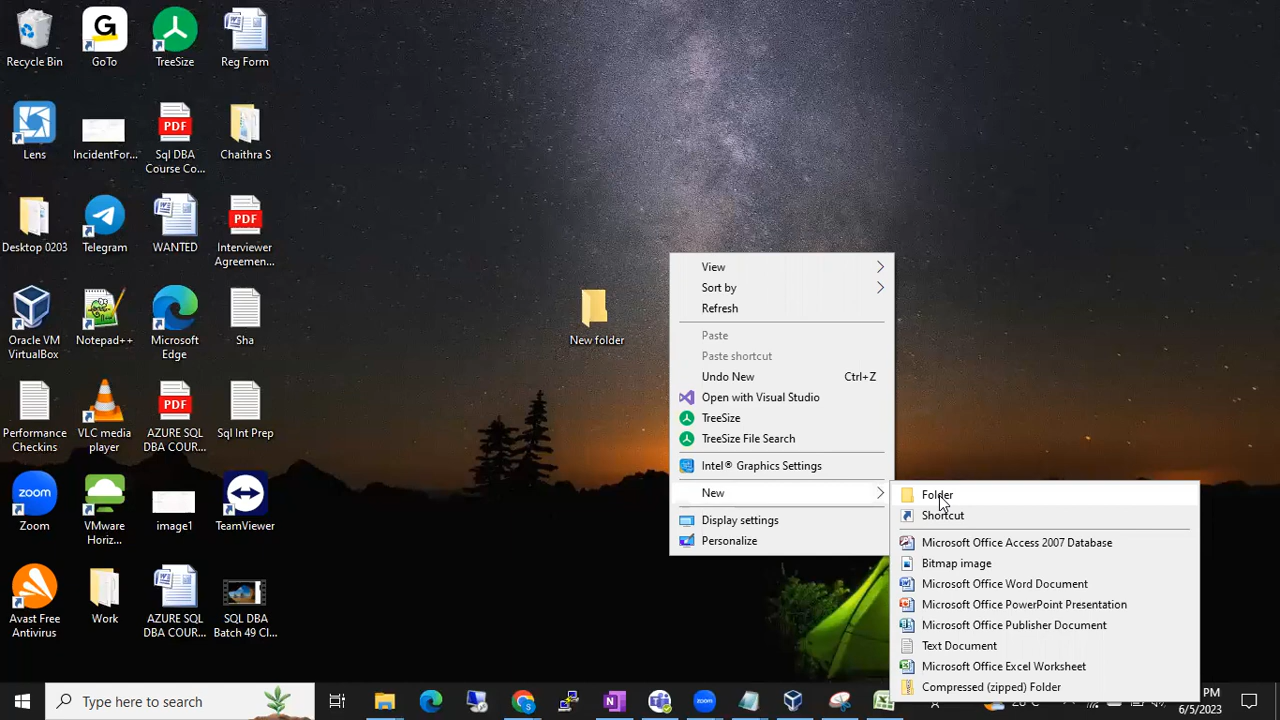 Recycle Bin
GoTo
TreeSize
Reg Form
Lens
IncidentFor...
PDF
Sql DBA
Course Co...
Chaithra S
Desktop 0203
Telegram
WANTED
PDF
Interviewer
Agreemen...
Oracle VM
VirtualBox
Notepad++
Microsoft
Edge
Sha
Performance
Checkins
VLC media
player
PDF
AZURE SQL
DBA COUR...
Sql Int Prep
zoom
Zoom
VMware
Horiz...
image1
TeamViewer
Avast Free
Antivirus
Work
AZURE SQL
DBA COUR...
SQL DBA
Batch 49 Cl...
New folder
View
Sort by
Refresh
Paste
Paste shortcut
Undo New Ctrl+Z
Open with Visual Studio
TreeSize
TreeSize File Search
Intel® Graphics Settings
New
Display settings
Personalize
Folder
Shortcut
Microsoft Office Access 2007 Database
Bitmap image
Microsoft Office Word Document
Microsoft Office PowerPoint Presentation
Microsoft Office Publisher Document
Text Document
Microsoft Office Excel Worksheet
Compressed (zipped) Folder
Type here to search
zoom
PM
6/5/2023